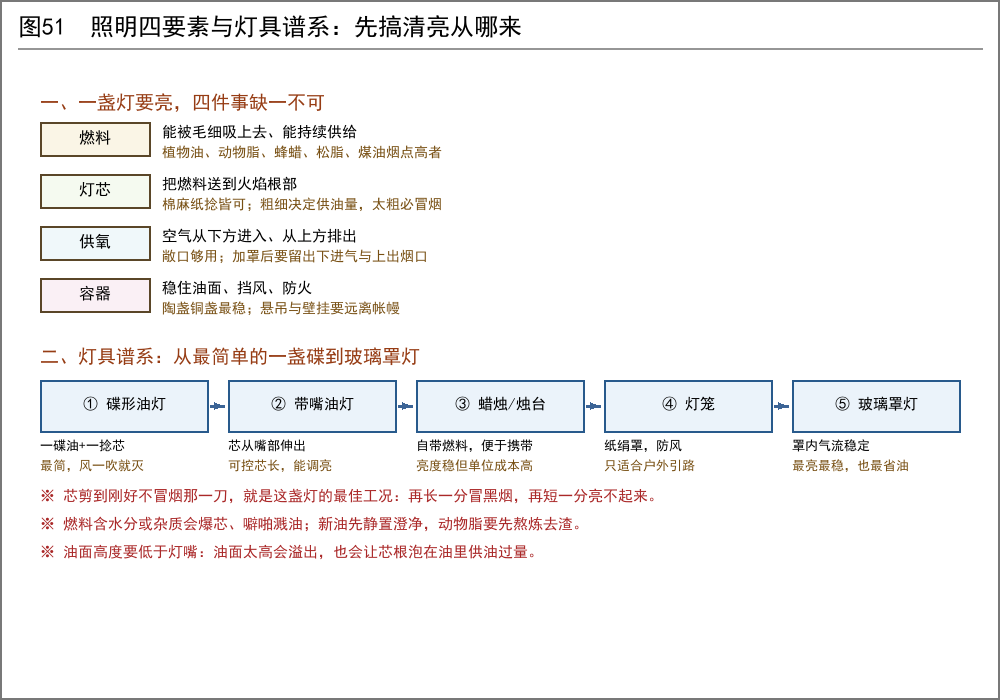 图51 照明四要素与灯具谱系：先搞清亮从哪来
一、一盏灯要亮，四件事缺一不可
燃料
能被毛细吸上去、能持续供给
植物油、动物脂、蜂蜡、松脂、煤油烟点高者
灯芯
把燃料送到火焰根部
棉麻纸捻皆可；粗细决定供油量，太粗必冒烟
供氧
空气从下方进入、从上方排出
敞口够用；加罩后要留出下进气与上出烟口
容器
稳住油面、挡风、防火
陶盏铜盏最稳；悬吊与壁挂要远离帐幔
二、灯具谱系：从最简单的一盏碟到玻璃罩灯
① 碟形油灯
② 带嘴油灯
③ 蜡烛/烛台
④ 灯笼
⑤ 玻璃罩灯
一碟油+一捻芯
芯从嘴部伸出
自带燃料，便于携带
纸绢罩，防风
罩内气流稳定
最简，风一吹就灭
可控芯长，能调亮
亮度稳但单位成本高
只适合户外引路
最亮最稳，也最省油
※ 芯剪到刚好不冒烟那一刀，就是这盏灯的最佳工况：再长一分冒黑烟，再短一分亮不起来。
※ 燃料含水分或杂质会爆芯、噼啪溅油；新油先静置澄净，动物脂要先熬炼去渣。
※ 油面高度要低于灯嘴：油面太高会溢出，也会让芯根泡在油里供油过量。